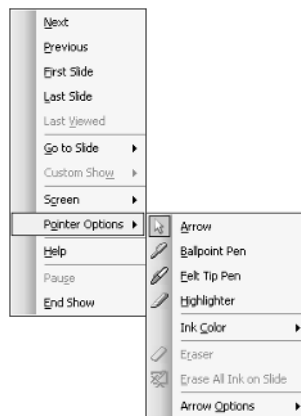 Next
Previous
First Slide
Last Slide
Last Viewed
Go to Slide
Custom Show
Screen
Pointer Options
Help
Pause
End Show
Arrow
Ballpoint Pen
Felt Tip Pen
Highlighter
Ink Color
Eraser
Erase All Ink on Slide
Arrow Options